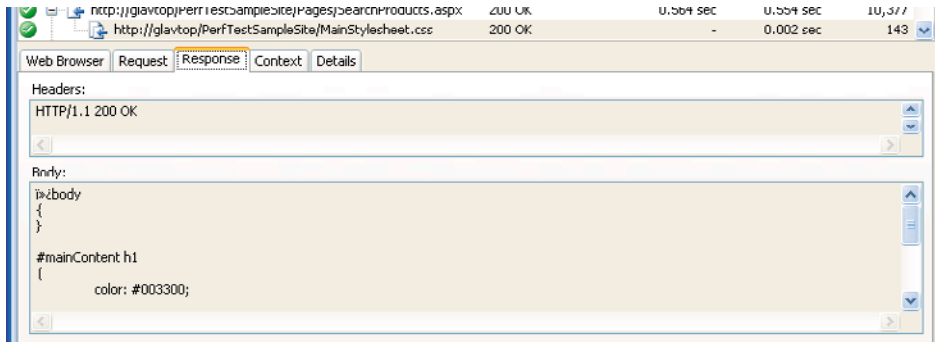 http://glavtop/PerfTestSampleSite/Pages/SearchProducts.aspx 200 OK 0.564 sec 0.554 sec 10,377
http://glavtop/PerfTestSampleSite/MainStylesheet.css 200 OK - 0.002 sec 143
Web Browser Request Response Context Details
Headers:
HTTP/1.1 200 OK
Body:
ï»¿body
{
}
#mainContent h1
{
color: #003300;